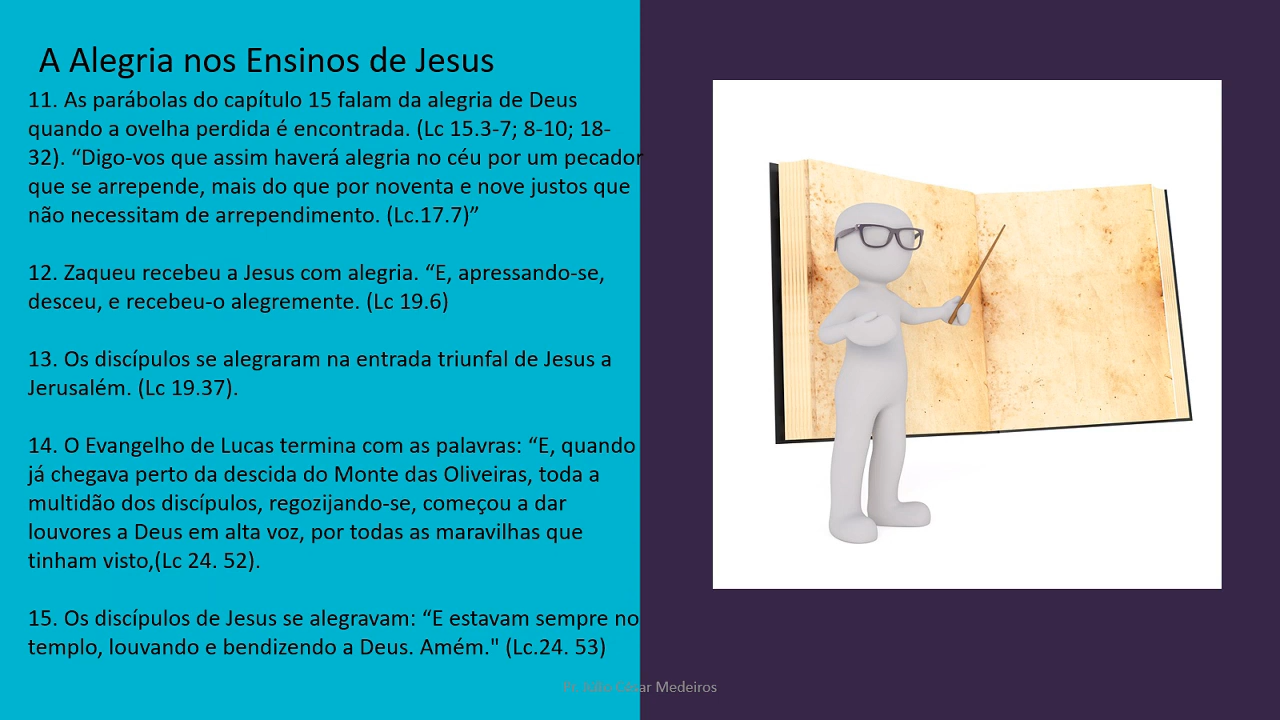 A Alegria nos Ensinos de Jesus
11. As parábolas do capítulo 15 falam da alegria de Deus
quando a ovelha perdida é encontrada. (Lc 15.3-7; 8-10; 18-
32). “Digo-vos que assim haverá alegria no céu por um pecador
que se arrepende, mais do que por noventa e nove justos que
não necessitam de arrependimento. (Lc.17.7)”
12. Zaqueu recebeu a Jesus com alegria. “E, apressando-se,
desceu, e recebeu-o alegremente. (Lc 19.6)
13. Os discípulos se alegraram na entrada triunfal de Jesus a
Jerusalém. (Lc 19.37).
14. O Evangelho de Lucas termina com as palavras: “E, quando
já chegava perto da descida do Monte das Oliveiras, toda a
multidão dos discípulos, regozijando-se, começou a dar
louvores a Deus em alta voz, por todas as maravilhas que
tinham visto,(Lc 24. 52).
15. Os discípulos de Jesus se alegravam: “E estavam sempre no
templo, louvando e bendizendo a Deus. Amém." (Lc.24. 53)
Pr. Júlio César Medeiros